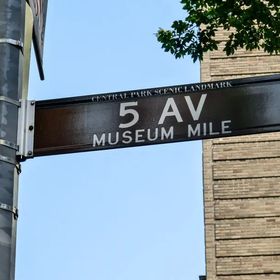 CENTRAL PARK SCENIC LANDMARK
5 AV
MUSEUM MILE